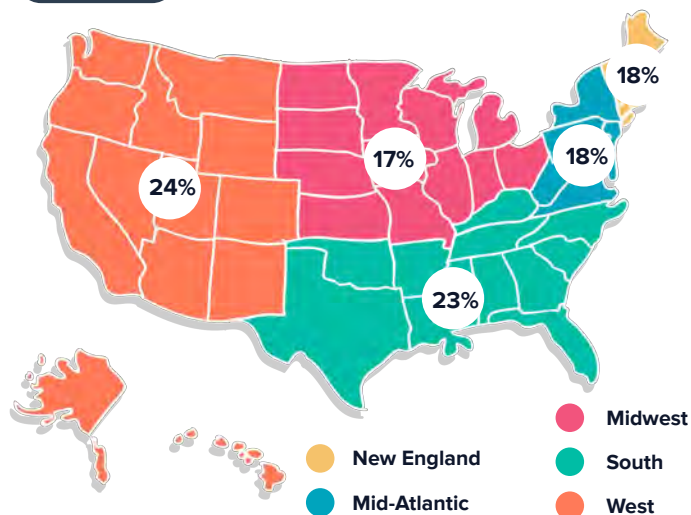 18%
17%
18%
24%
23%
Midwest
New England
South
Mid-Atlantic
West